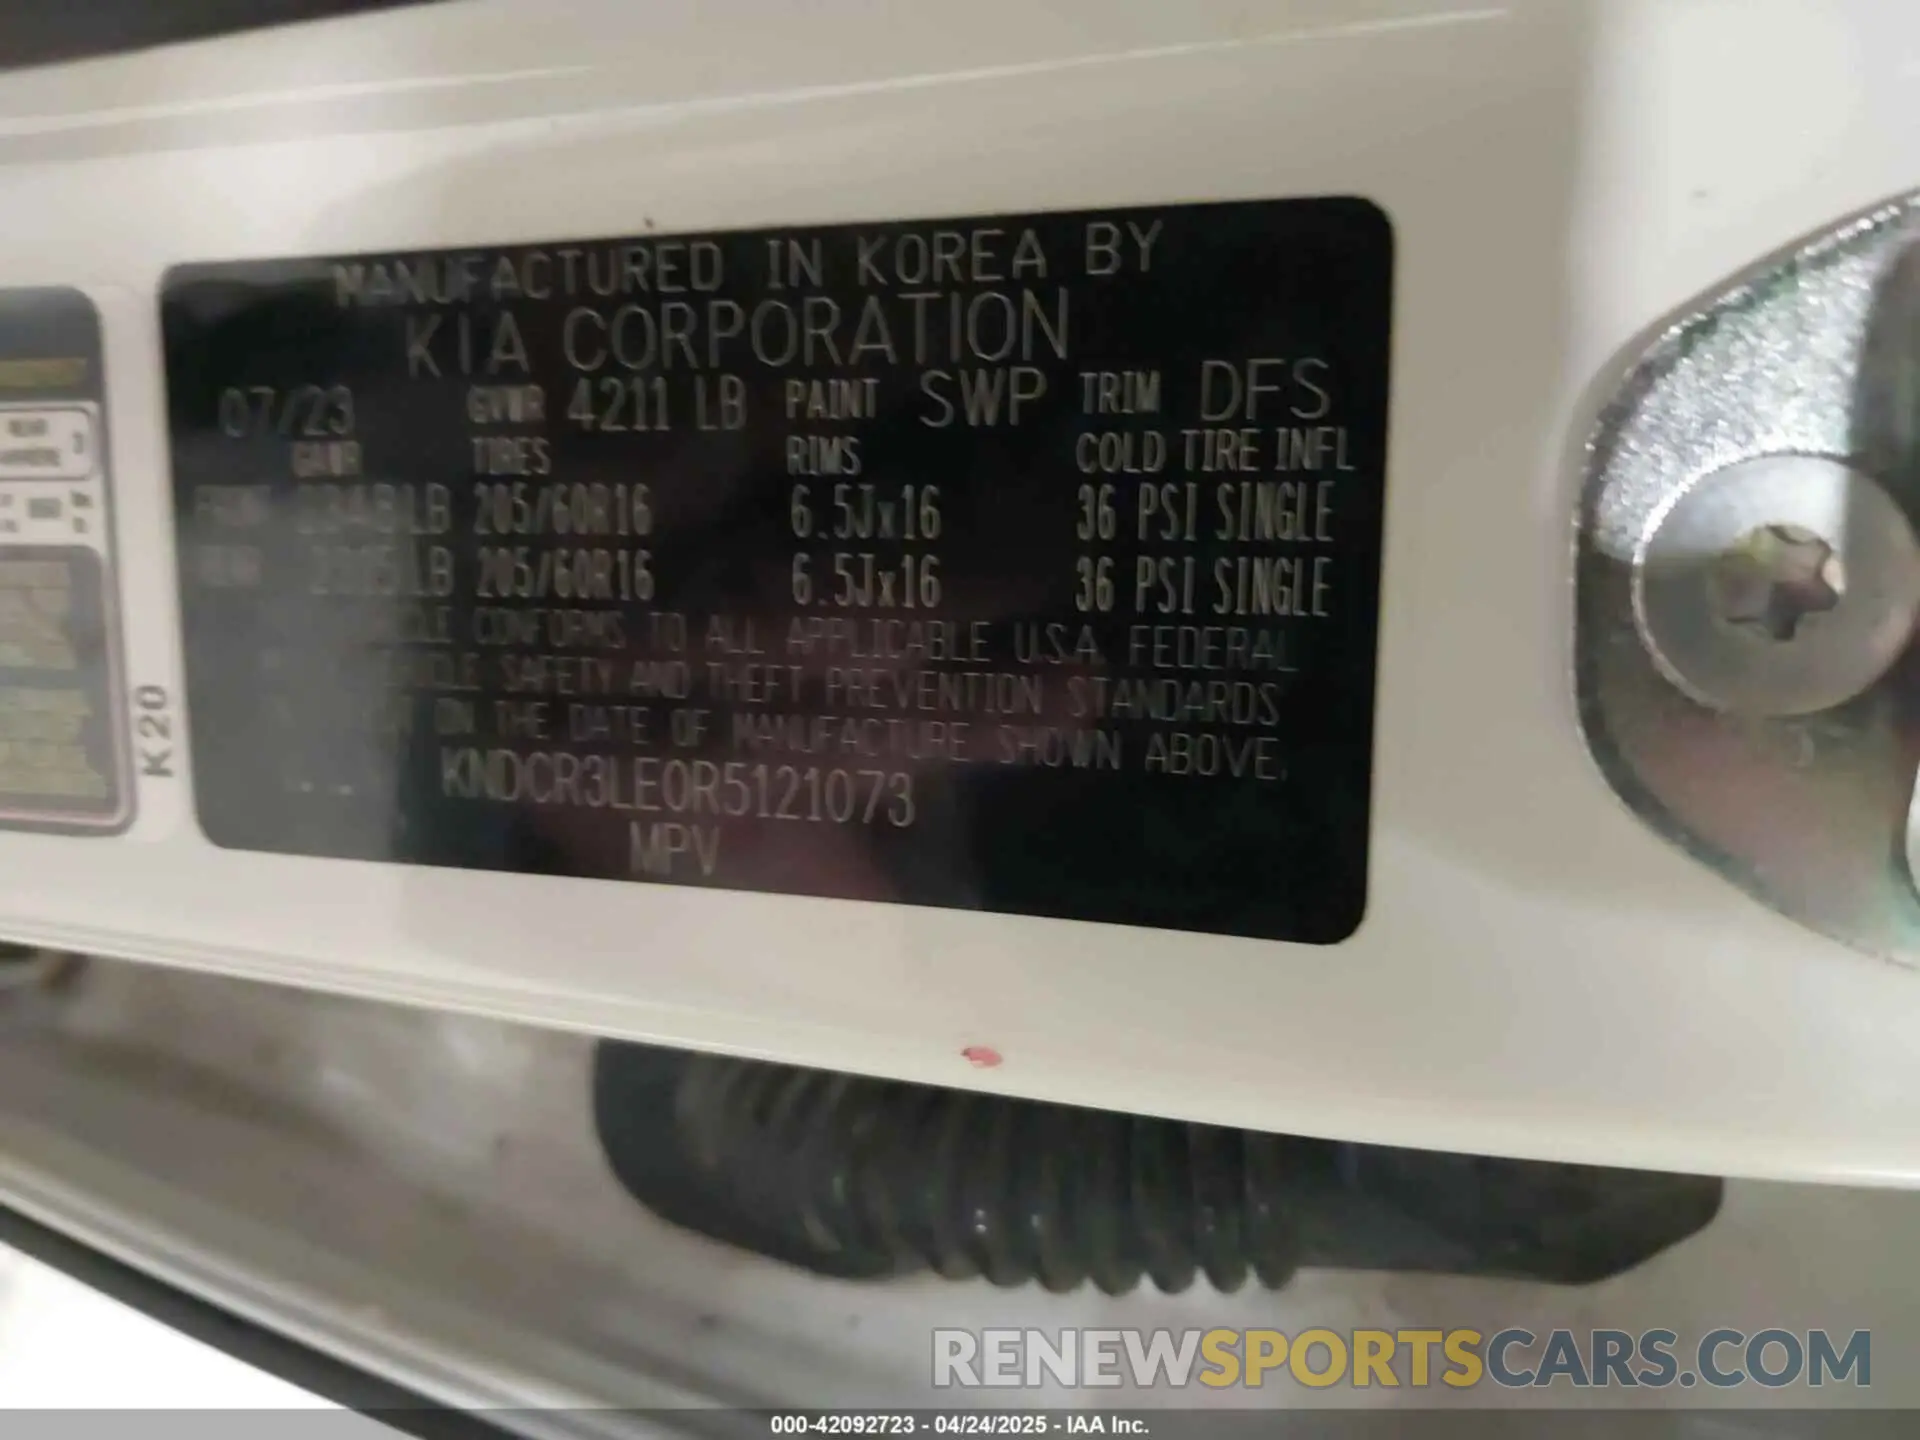 MANUFACTURED IN KOREA BY
KIA CORPORATION
07/23 GVWR 4211 LB PAINT SWP TRIM DFS
GAWR TIRES RIMS COLD TIRE INFL
LB 205/60R16 6.5Jx16 36 PSI SINGLE
LB 205/60R16 6.5Jx16 36 PSI SINGLE
CONFORMS TO ALL APPLICABLE U.S.A. FEDERAL
SAFETY AND THEFT PREVENTION STANDARDS
ON THE DATE OF MANUFACTURE SHOWN ABOVE.
KNDCR3LE0R5121073
MPV
K20
RENEWSPORTSCARS.COM
000-42092723 - 04/24/2025 - IAA Inc.